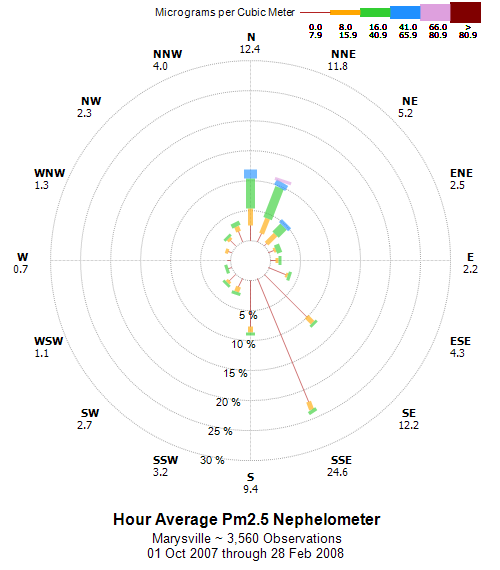 Micrograms per Cubic Meter
0.0 8.0 16.0 41.0 66.0 >
7.9 15.9 40.9 65.9 80.9 80.9
N
12.4
NNW
4.0
NNE
11.8
NW
2.3
NE
5.2
WNW
1.3
ENE
2.5
W
0.7
E
2.2
WSW
1.1
ESE
4.3
SW
2.7
SE
12.2
SSW
3.2
SSE
24.6
S
9.4
5 %
10 %
15 %
20 %
25 %
30 %
Hour Average Pm2.5 Nephelometer
Marysville ~ 3,560 Observations
01 Oct 2007 through 28 Feb 2008